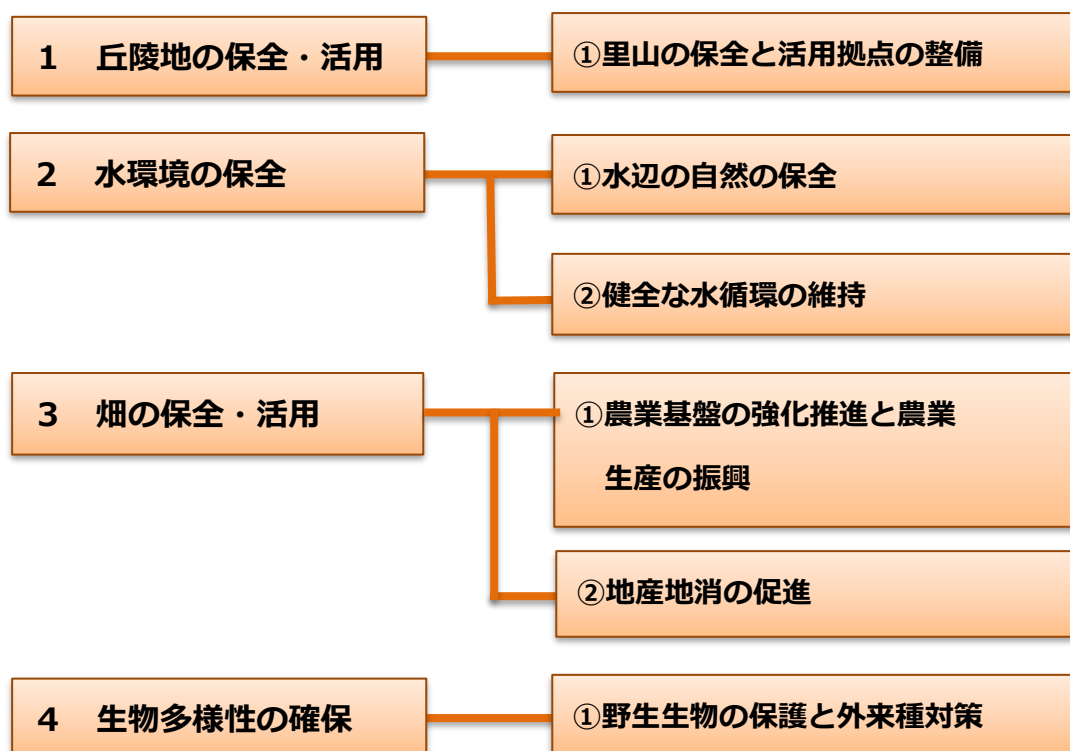 1 丘陵地の保全・活用
①里山の保全と活用拠点の整備
2 水環境の保全
①水辺の自然の保全
②健全な水循環の維持
3 畑の保全・活用
①農業基盤の強化推進と農業
生産の振興
②地産地消の促進
4 生物多様性の確保
①野生生物の保護と外来種対策